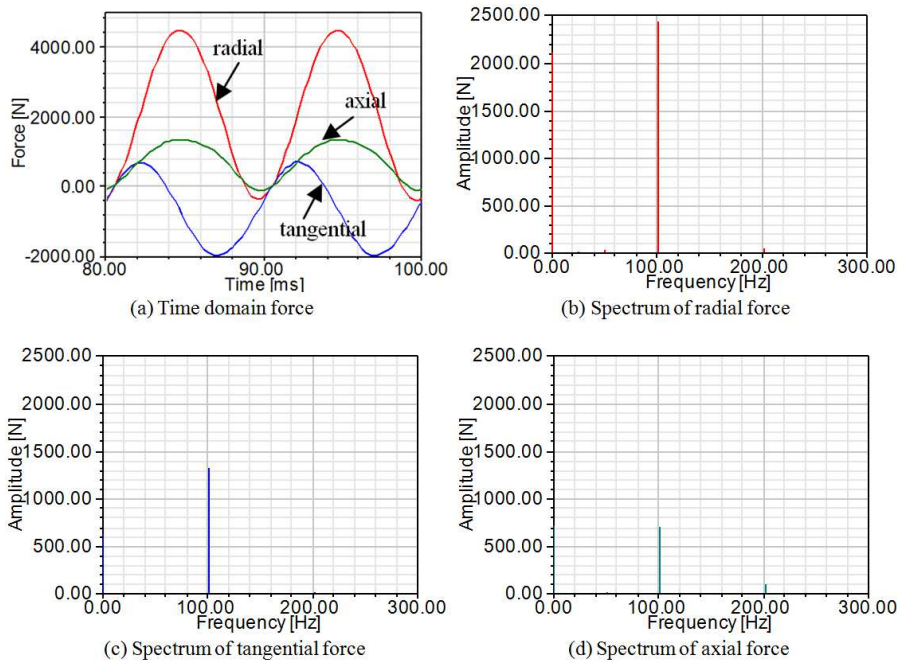 4000.00
2000.00
0.00
-2000.00
Force [N]
radial
axial
tangential
80.00
90.00
100.00
Time [ms]
(a) Time domain force
2500.00
2000.00
1500.00
1000.00
500.00
0.00
Amplitude [N]
0.00
100.00
200.00
300.00
Frequency [Hz]
(b) Spectrum of radial force
2500.00
2000.00
1500.00
1000.00
500.00
0.00
Amplitude [N]
0.00
100.00
200.00
300.00
Frequency [Hz]
(c) Spectrum of tangential force
2500.00
2000.00
1500.00
1000.00
500.00
0.00
Amplitude [N]
0.00
100.00
200.00
300.00
Frequency [Hz]
(d) Spectrum of axial force